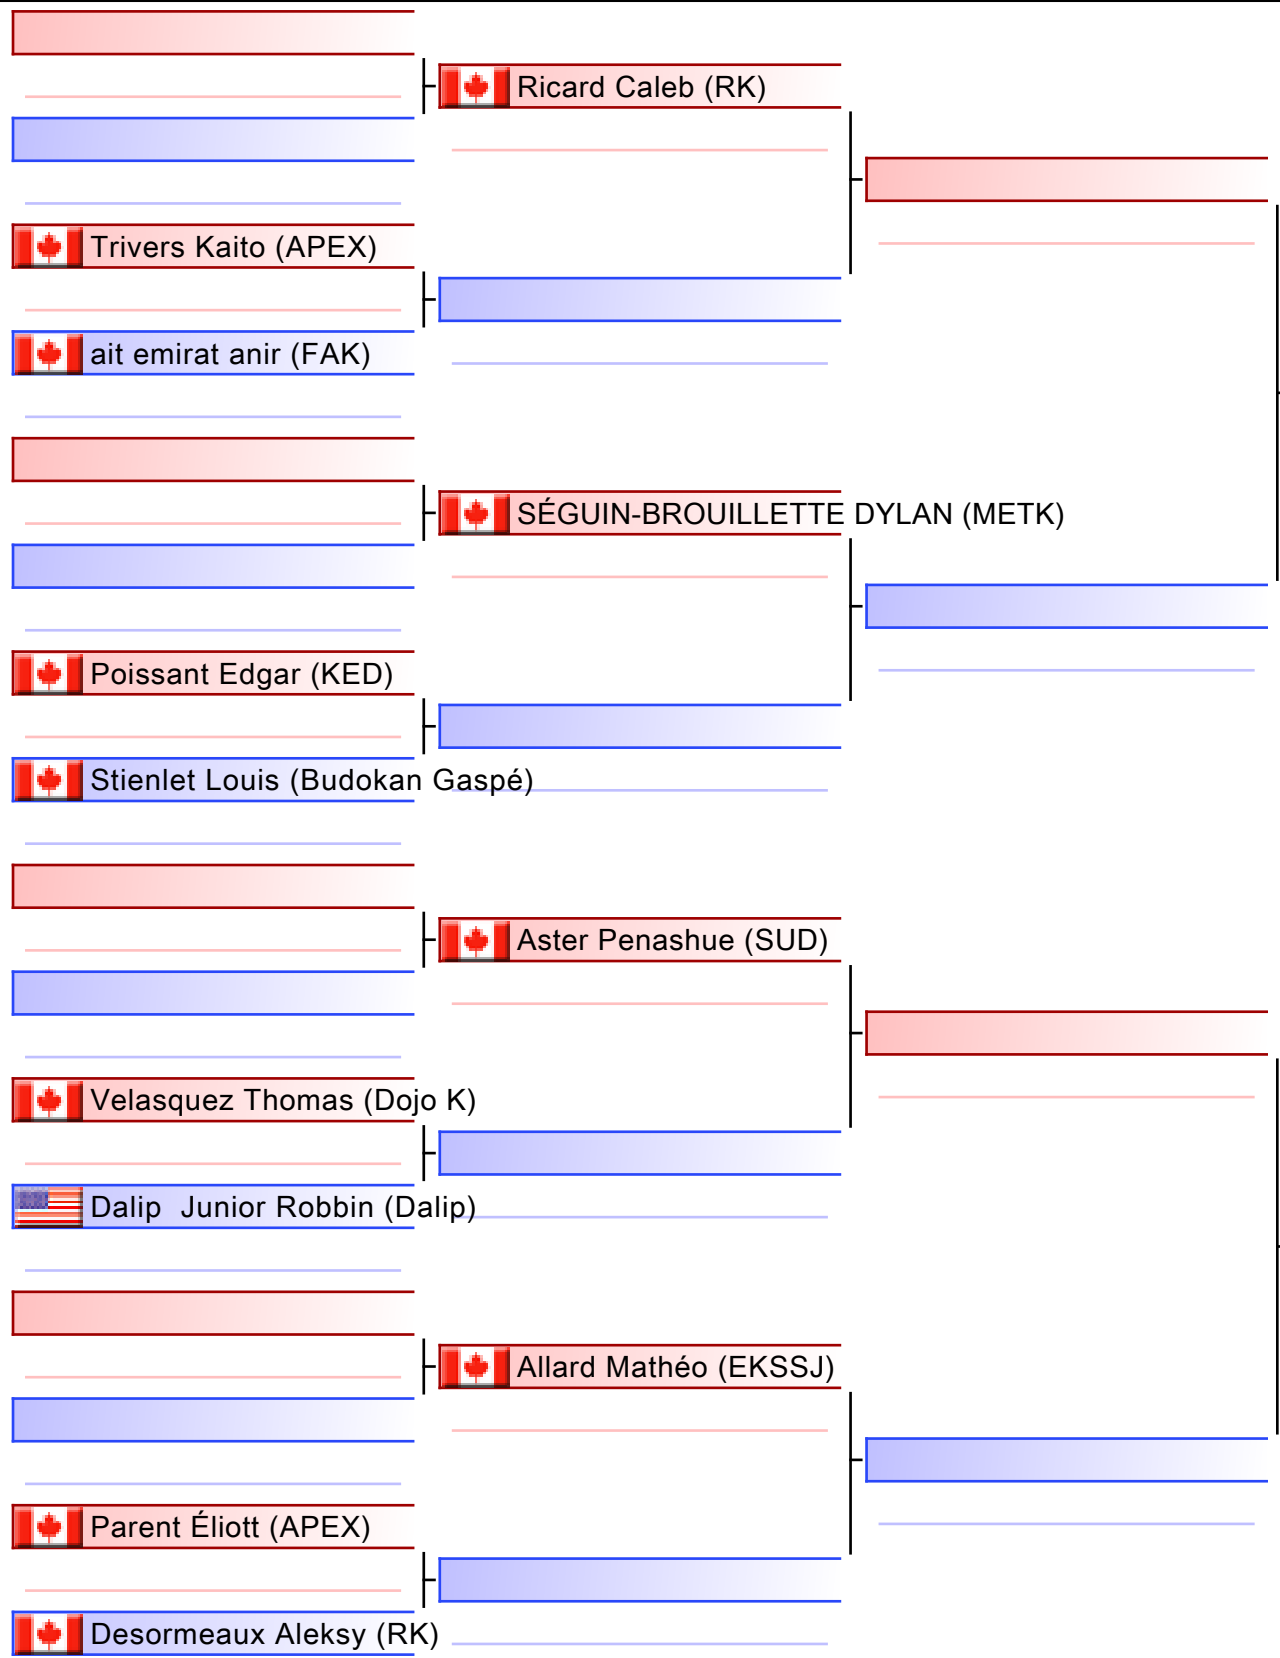 Ricard Caleb (RK)
Trivers Kaito (APEX)
ait emirat anir (FAK)
SÉGUIN-BROUILLETTE DYLAN (METK)
Poissant Edgar (KED)
Stienlet Louis (Budokan Gaspé)
Aster Penashue (SUD)
Velasquez Thomas (Dojo K)
Dalip  Junior Robbin (Dalip)
Allard Mathéo (EKSSJ)
Parent Éliott (APEX)
Desormeaux Aleksy (RK)